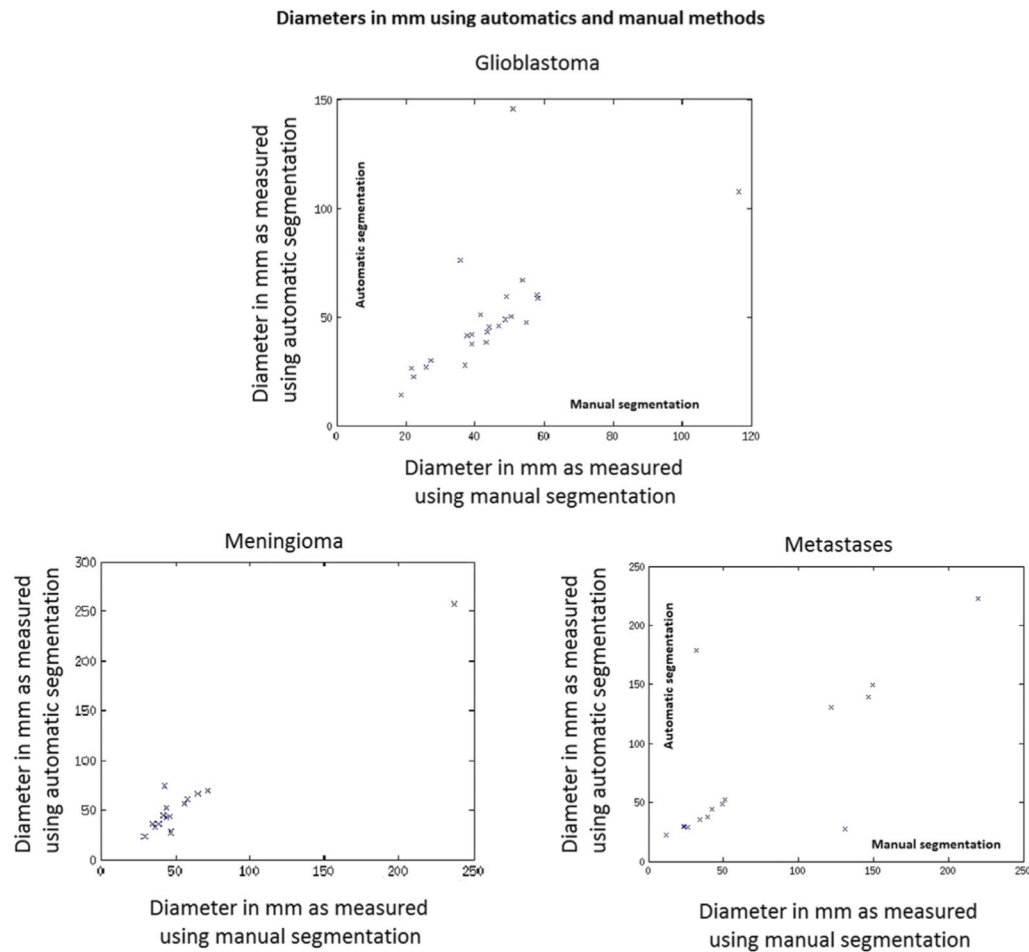 Diameters in mm using automatics and manual methods
Glioblastoma
Diameter in mm as measured
using automatic segmentation
Automatic segmentation
150
100
50
0
0 20 40 60 80 100 120
Manual segmentation
Diameter in mm as measured
using manual segmentation
Meningioma
Diameter in mm as measured
using automatic segmentation
300
250
200
150
100
50
0
0 50 100 150 200 250
Diameter in mm as measured
using manual segmentation
Metastases
Diameter in mm as measured
using automatic segmentation
Automatic segmentation
250
200
150
100
50
0
0 50 100 150 200 250
Manual segmentation
Diameter in mm as measured
using manual segmentation